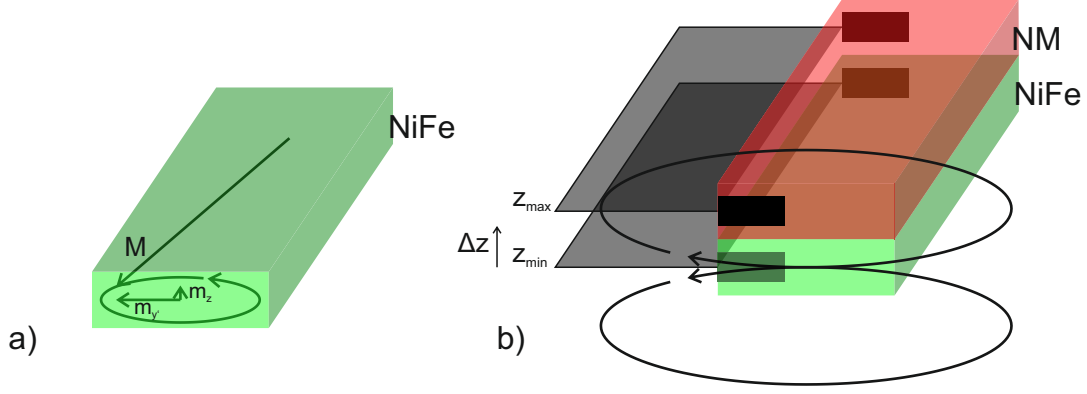 NiFe
M
m_z
m_y'
a)
NM
NiFe
z_max
Δz
z_min
b)